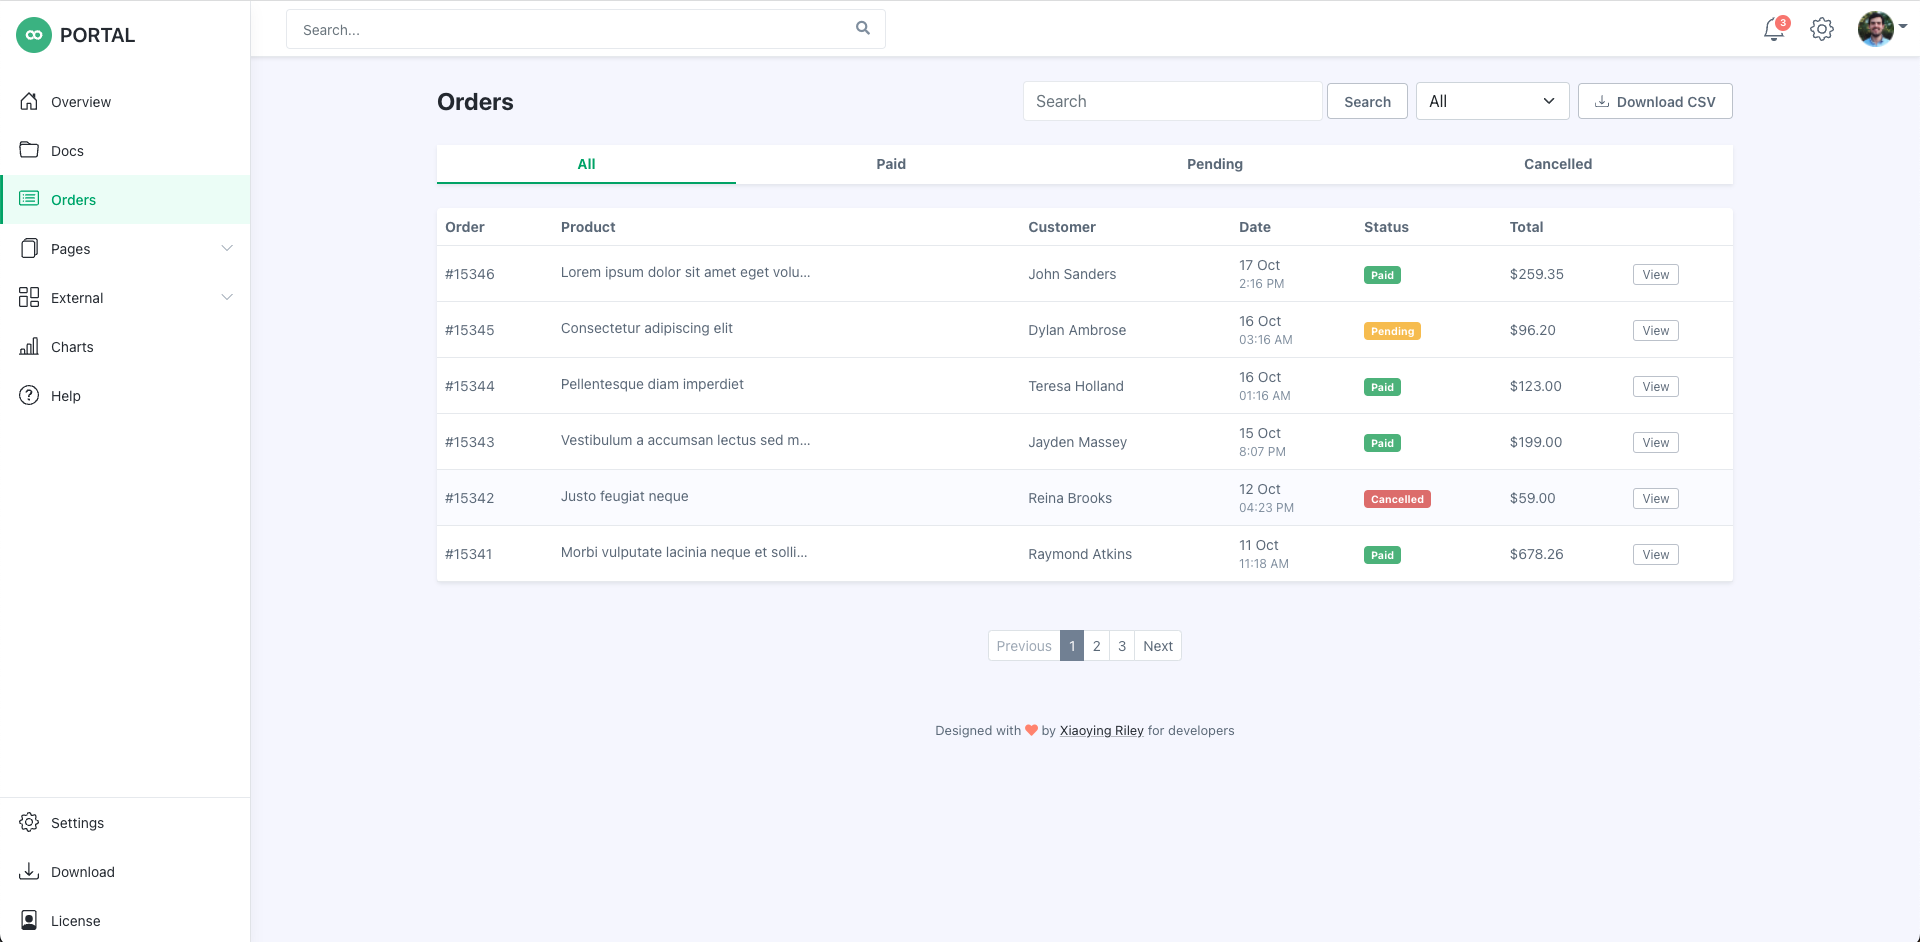 PORTAL
Search...
3
Overview
Docs
Orders
Pages
External
Charts
Help
Settings
Download
License
Orders
Search
Search
All
Download CSV
All Paid Pending Cancelled
Order Product Customer Date Status Total
#15346 Lorem ipsum dolor sit amet eget volu... John Sanders 17 Oct Paid $259.35 View
2:16 PM
#15345 Consectetur adipiscing elit Dylan Ambrose 16 Oct Pending $96.20 View
03:16 AM
#15344 Pellentesque diam imperdiet Teresa Holland 16 Oct Paid $123.00 View
01:16 AM
#15343 Vestibulum a accumsan lectus sed m... Jayden Massey 15 Oct Paid $199.00 View
8:07 PM
#15342 Justo feugiat neque Reina Brooks 12 Oct Cancelled $59.00 View
04:23 PM
#15341 Morbi vulputate lacinia neque et solli... Raymond Atkins 11 Oct Paid $678.26 View
11:18 AM
Previous 1 2 3 Next
Designed with ❤ by Xiaoying Riley for developers